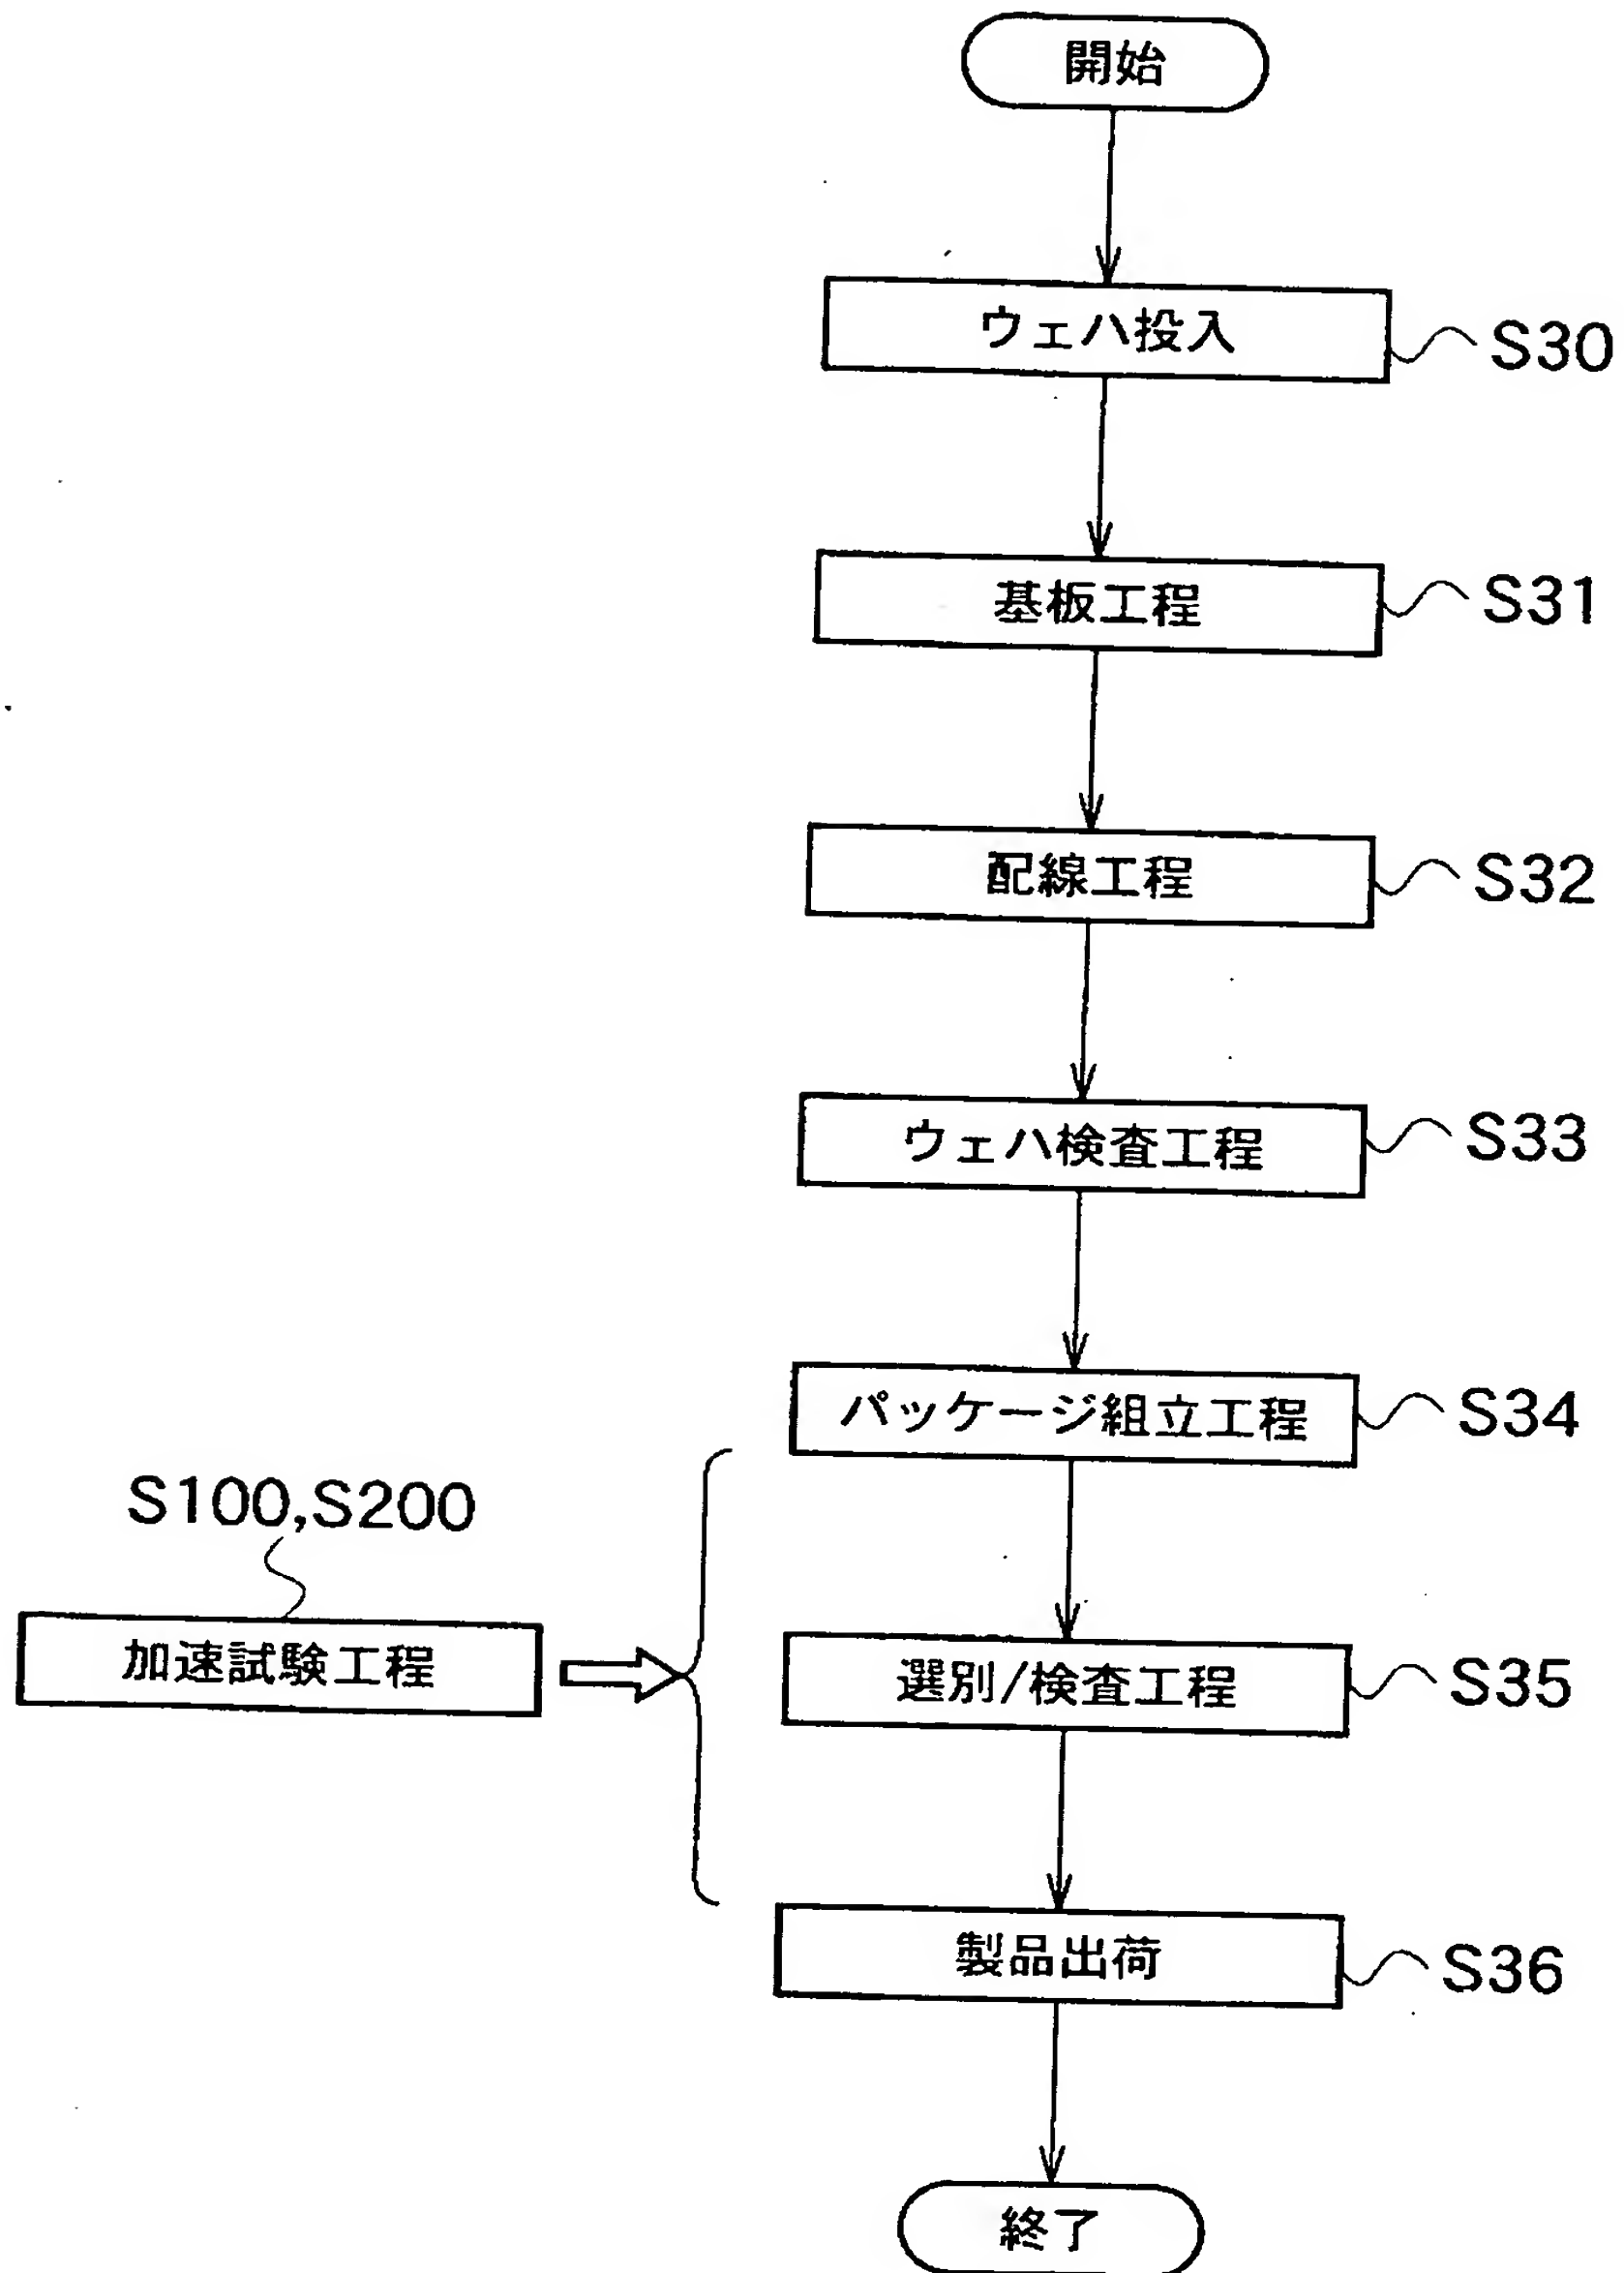 開始
ウェハ投入
S30
基板工程
S31
配線工程
S32
ウェハ検査工程
S33
パッケージ組立工程
S34
S100,S200
加速試験工程
選別/検査工程
S35
製品出荷
S36
終了